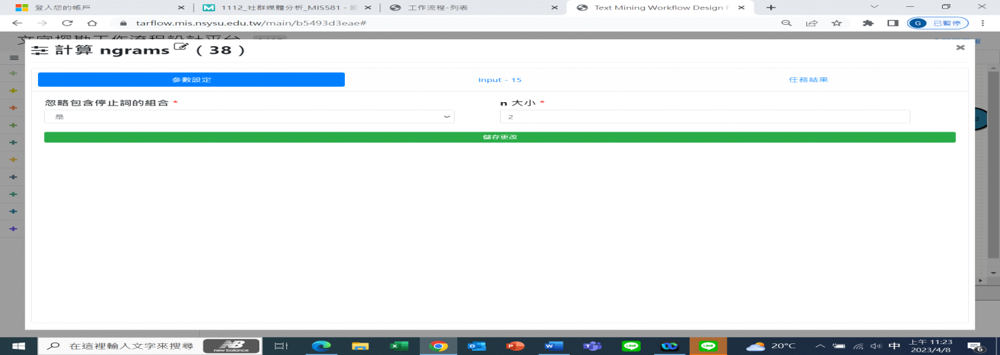 登入您的帳戶
1112_社群媒體分析_MIS581 -
工作流程-列表
Text Mining Workflow Design
tarflow.mis.nsysu.edu.tw/main/b5493d3eae#
G 已暫停
計算 ngrams ( 38 )
參數設定
Input - 15
任務結果
忽略包含停止詞的組合 *
n 大小 *
是
2
儲存更改
在這裡輸入文字來搜尋
new balance
20°C
中
上午 11:23
2023/4/8
6